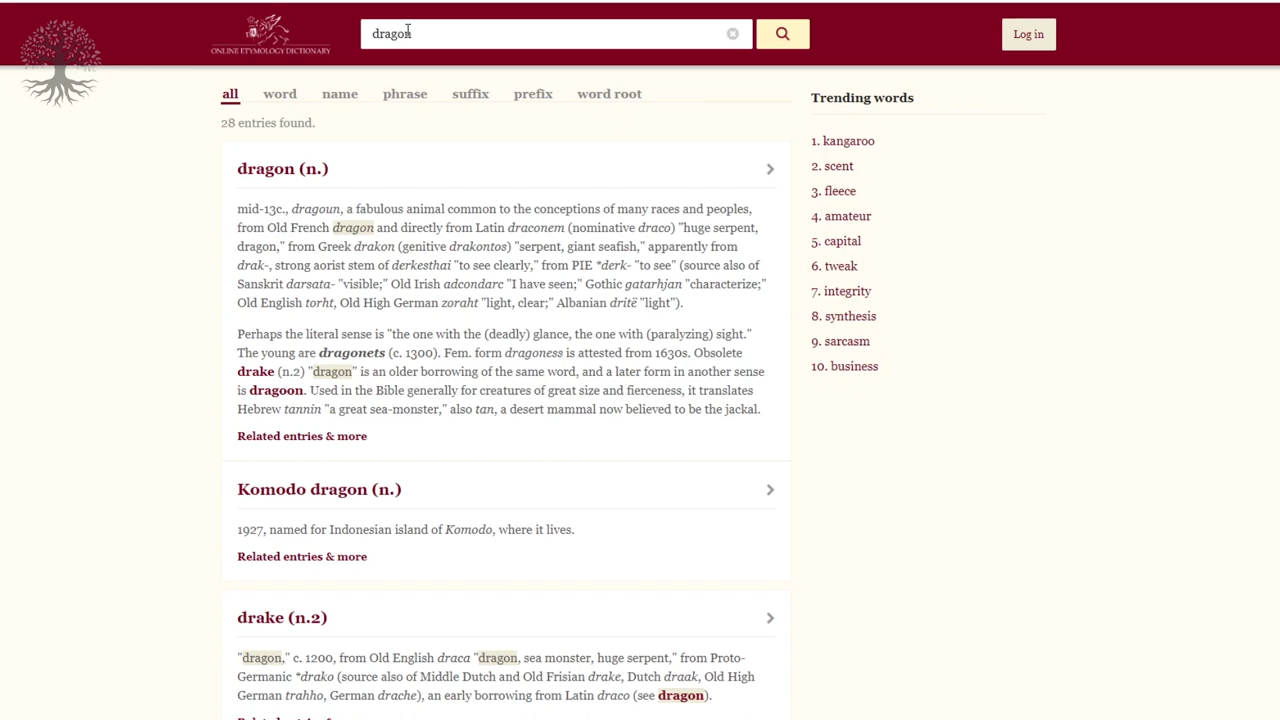 ONLINE ETYMOLOGY DICTIONARY
dragon
Log in
all word name phrase suffix prefix word root
28 entries found.
dragon (n.)
mid-13c., dragoun, a fabulous animal common to the conceptions of many races and peoples,
from Old French dragon and directly from Latin draconem (nominative draco) "huge serpent,
dragon," from Greek drakon (genitive drakontos) "serpent, giant seafish," apparently from
drak-, strong aorist stem of derkesthai "to see clearly," from PIE *derk- "to see" (source also of
Sanskrit darsata- "visible;" Old Irish adcondarc "I have seen;" Gothic gatarhjan "characterize;"
Old English torht, Old High German zoraht "light, clear;" Albanian dritë "light").
Perhaps the literal sense is "the one with the (deadly) glance, the one with (paralyzing) sight."
The young are dragonets (c. 1300). Fem. form dragoness is attested from 1630s. Obsolete
drake (n.2) "dragon" is an older borrowing of the same word, and a later form in another sense
is dragoon. Used in the Bible generally for creatures of great size and fierceness, it translates
Hebrew tannin "a great sea-monster," also tan, a desert mammal now believed to be the jackal.
Related entries & more
Komodo dragon (n.)
1927, named for Indonesian island of Komodo, where it lives.
Related entries & more
drake (n.2)
"dragon," c. 1200, from Old English draca "dragon, sea monster, huge serpent," from Proto-
Germanic *drako (source also of Middle Dutch and Old Frisian drake, Dutch draak, Old High
German trahho, German drache), an early borrowing from Latin draco (see dragon).
Related entries & more
Trending words
1. kangaroo
2. scent
3. fleece
4. amateur
5. capital
6. tweak
7. integrity
8. synthesis
9. sarcasm
10. business